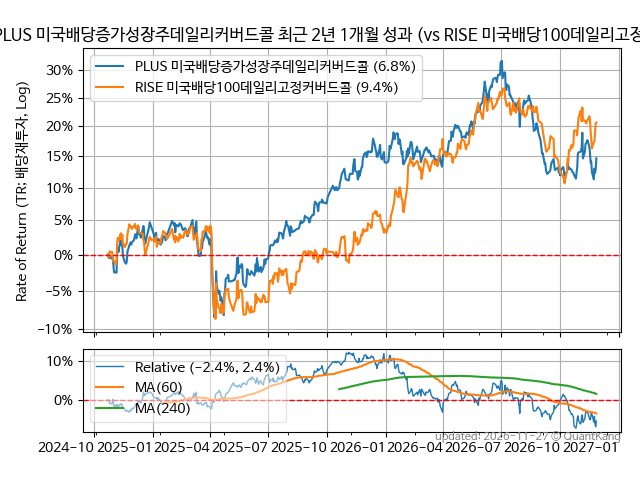 PLUS 미국배당증가성장주데일리커버드콜 최근 2년 1개월 성과 (vs RISE 미국배당100데일리고정
Rate of Return (TR: 배당재투자, Log)
30%
25%
20%
15%
10%
5%
0%
−5%
−10%
PLUS 미국배당증가성장주데일리커버드콜 (6.8%)
RISE 미국배당100데일리고정커버드콜 (9.4%)
10%
0%
Relative (−2.4%, 2.4%)
MA(60)
MA(240)
updated: 2026-11-27 © QuantKang
2024-10 2025-01 2025-04 2025-07 2025-10 2026-01 2026-04 2026-07 2026-10 2027-01